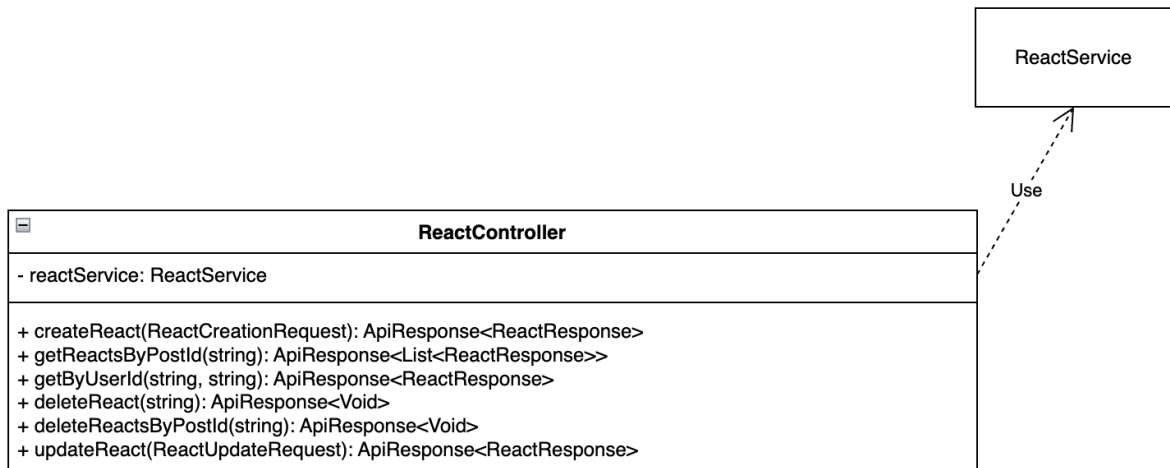 ReactService
Use
ReactController
- reactService: ReactService
+ createReact(ReactCreationRequest): ApiResponse<ReactResponse>
+ getReactsByPostId(string): ApiResponse<List<ReactResponse>>
+ getByUserId(string, string): ApiResponse<ReactResponse>
+ deleteReact(string): ApiResponse<Void>
+ deleteReactsByPostId(string): ApiResponse<Void>
+ updateReact(ReactUpdateRequest): ApiResponse<ReactResponse>